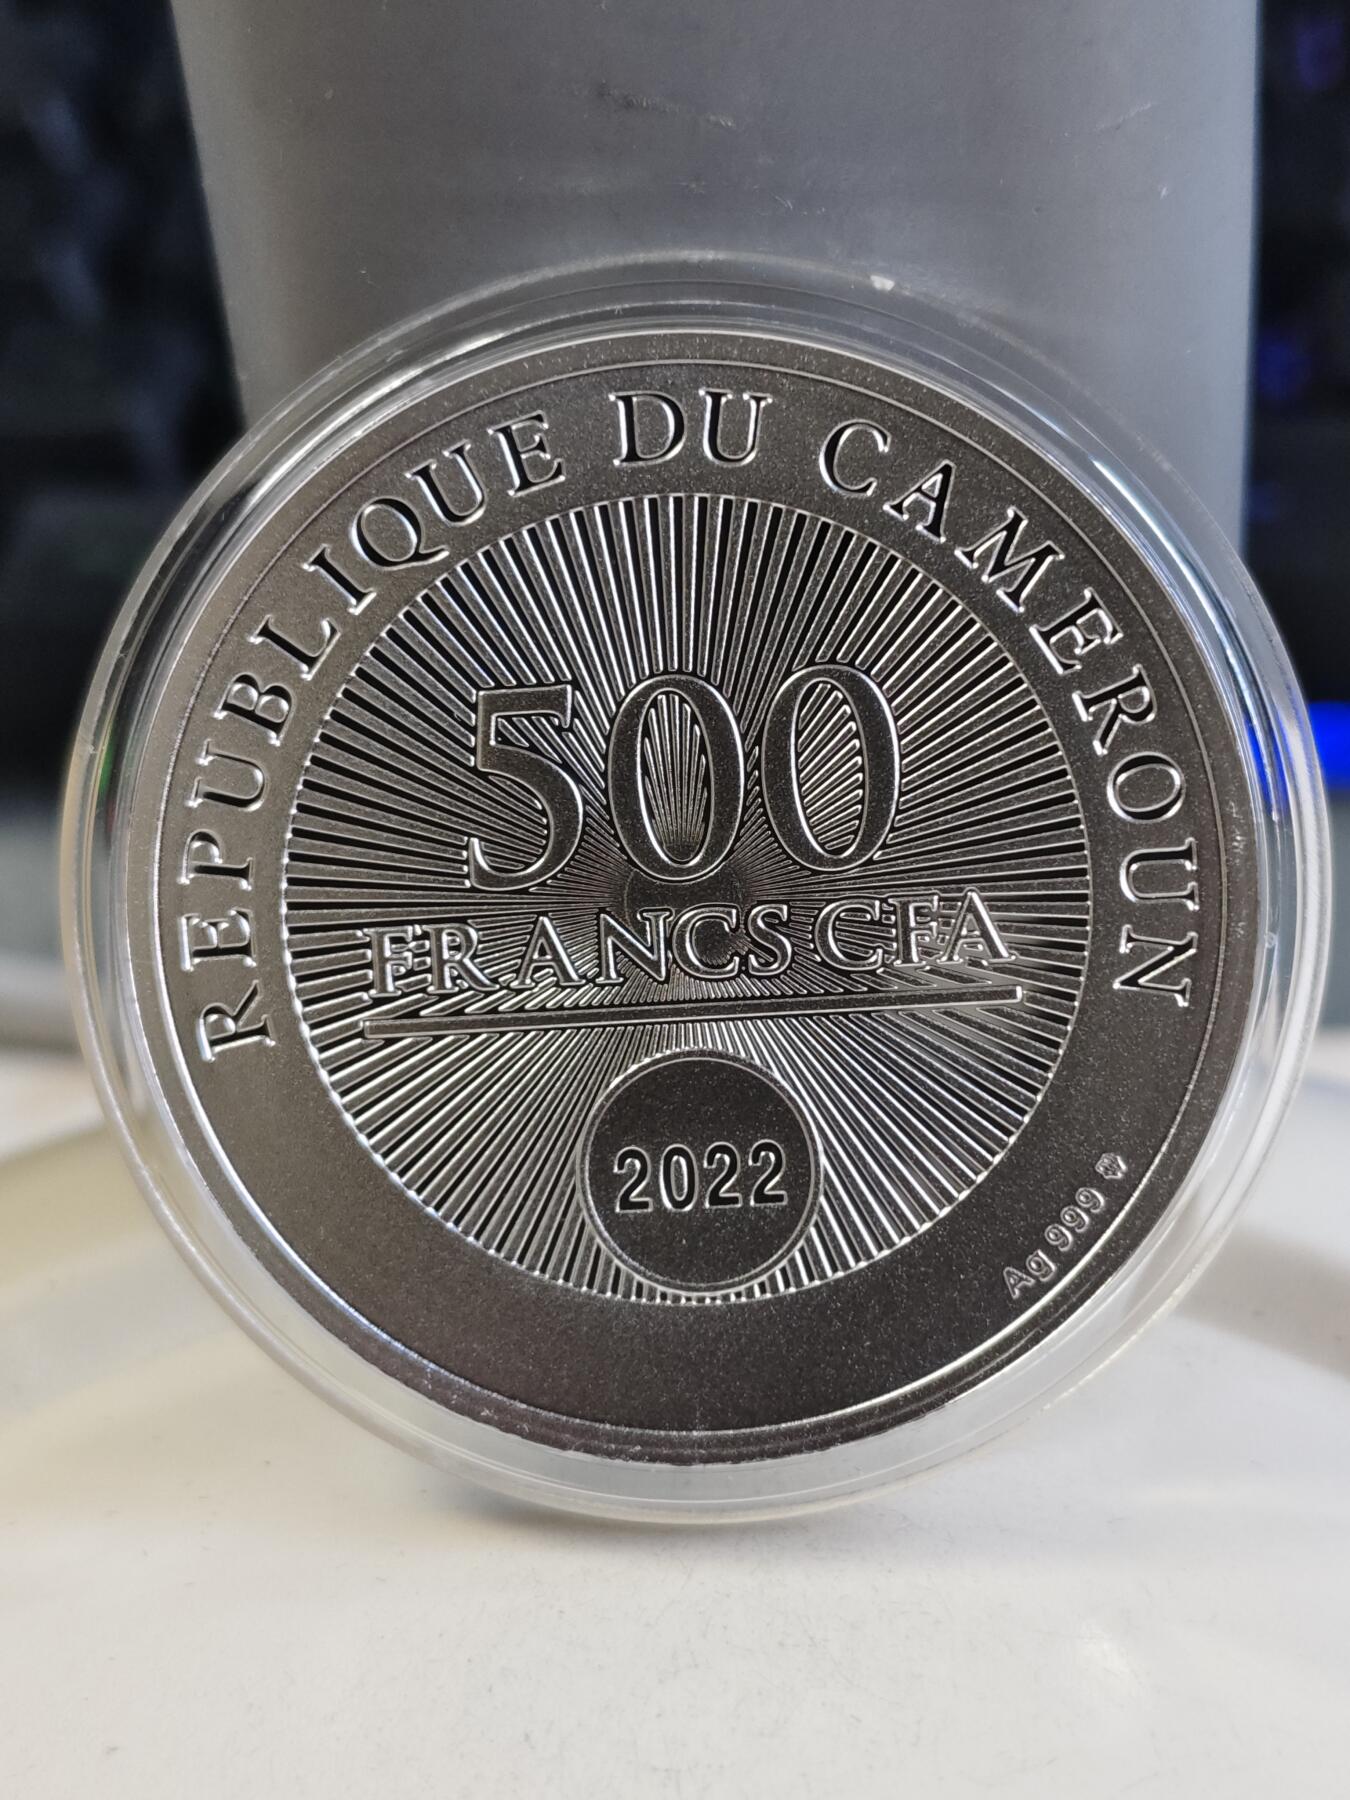 REPUBLIQUE DU CAMEROUN
500
FRANCS CFA
2022
Ag 999